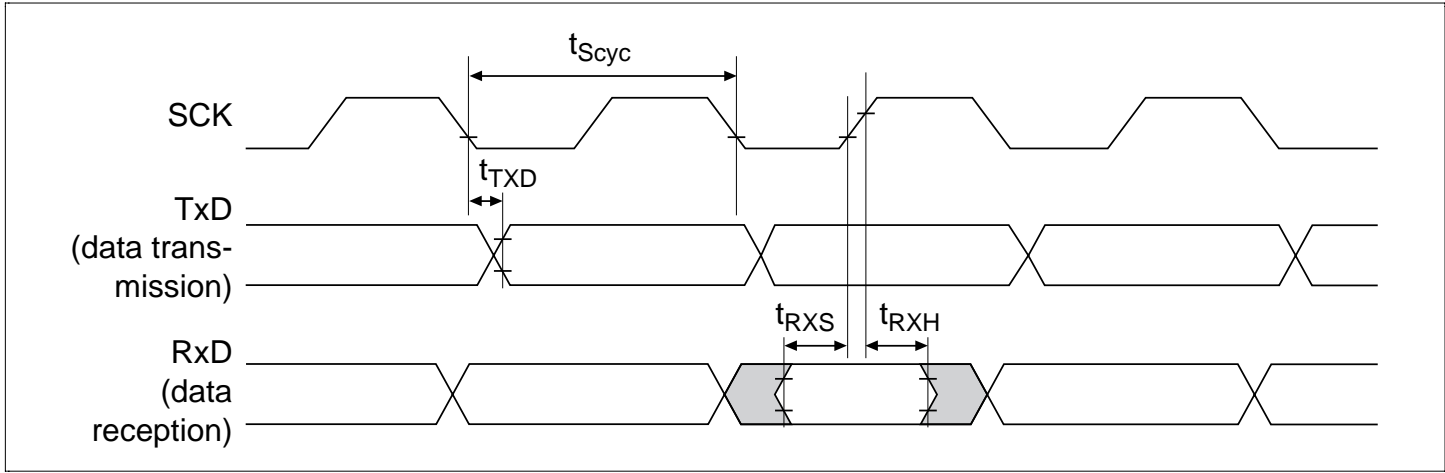 tScyc
SCK
tTXD
TxD
(data trans-
mission)
tRXS
tRXH
RxD
(data
reception)